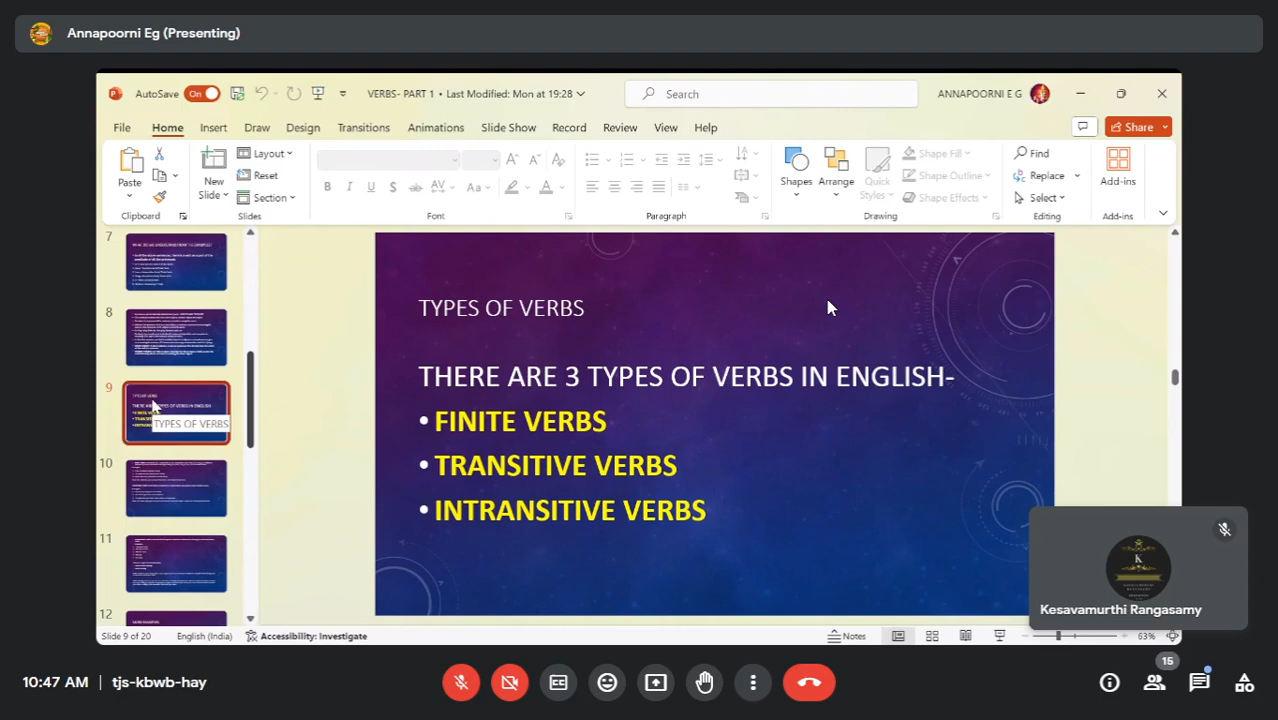 Annapoorni Eg (Presenting)
AutoSave On VERBS- PART 1 • Last Modified: Mon at 19:28 Search ANNAPOORNI E G
File Home Insert Draw Design Transitions Animations Slide Show Record Review View Help Share
Paste New Slide Layout Reset Section Shapes Arrange Quick Styles Shape Fill Shape Outline Shape Effects Find Replace Select Add-ins
Clipboard Slides Font Paragraph Drawing Editing Add-ins
7
8
9
TYPES OF VERBS
10
11
12
TYPES OF VERBS
THERE ARE 3 TYPES OF VERBS IN ENGLISH-
• FINITE VERBS
• TRANSITIVE VERBS
• INTRANSITIVE VERBS
K
Kesavamurthi Rangasamy
Slide 9 of 20 English (India) Accessibility: Investigate Notes 63%
10:47 AM | tjs-kbwb-hay 15